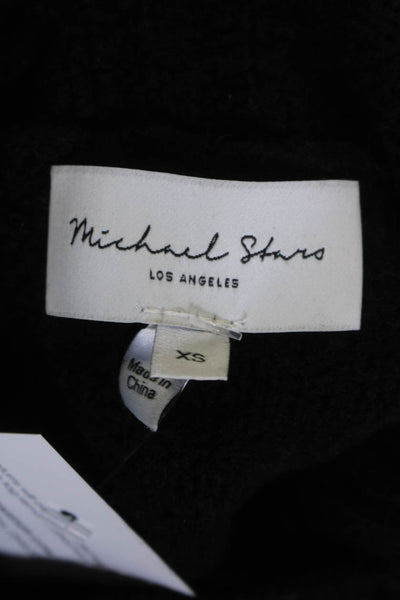 Michael Stars
LOS ANGELES
XS
Made in
China